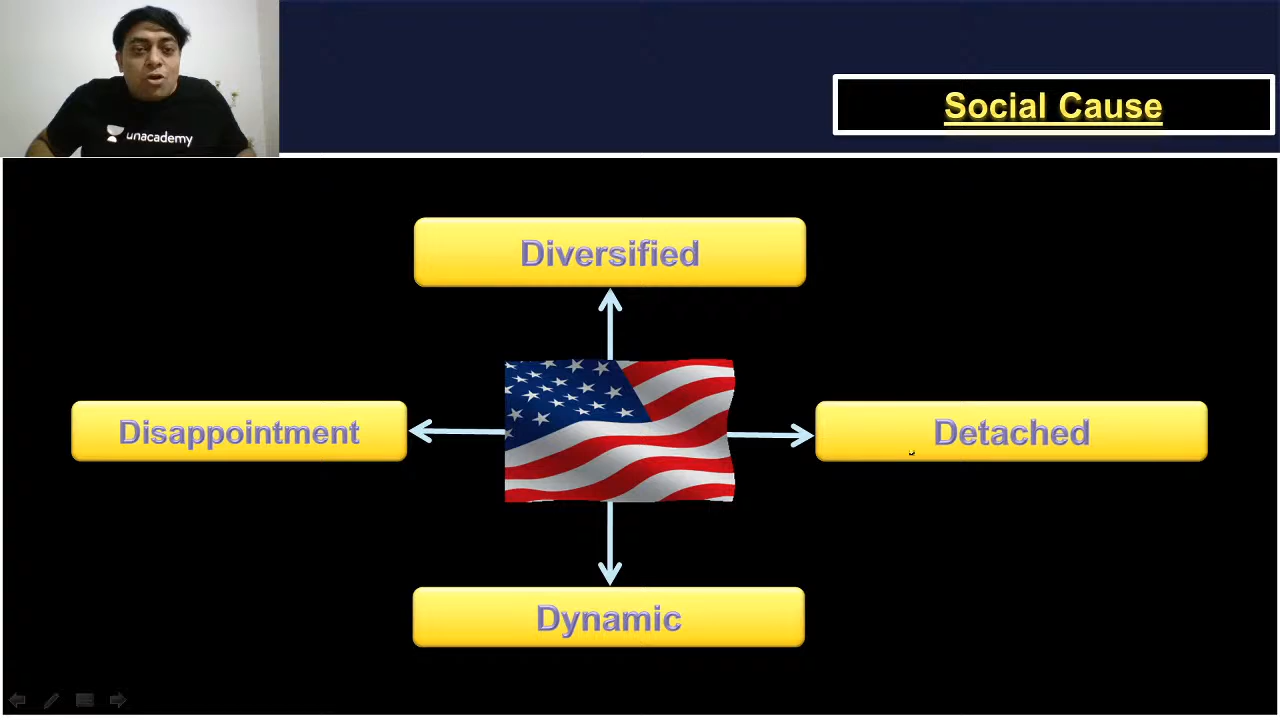 unacademy
Social Cause
Diversified
Disappointment
Detached
Dynamic